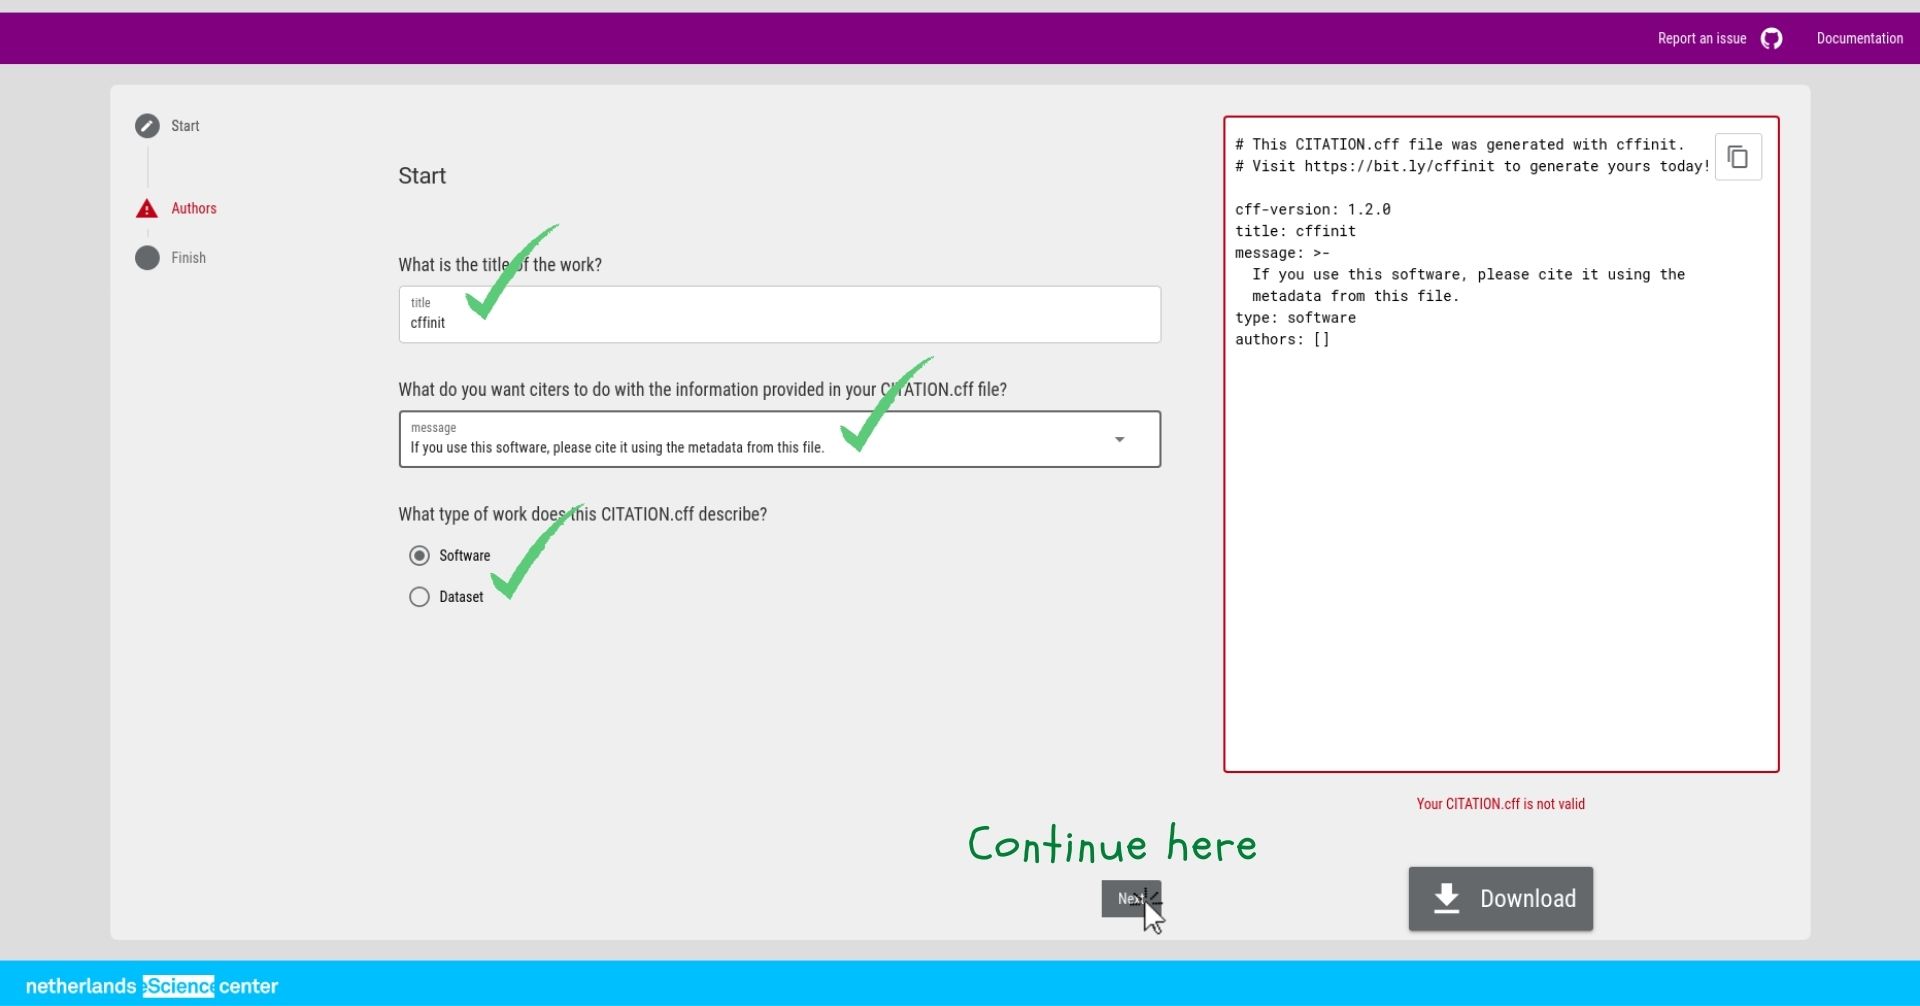 Report an issue
Documentation
Start
Authors
Finish
Start
What is the title of the work?
title
cffinit
What do you want citers to do with the information provided in your CITATION.cff file?
message
If you use this software, please cite it using the metadata from this file.
What type of work does this CITATION.cff describe?
Software
Dataset
Continue here
Next
# This CITATION.cff file was generated with cffinit.
# Visit https://bit.ly/cffinit to generate yours today!
cff-version: 1.2.0
title: cffinit
message: >-
If you use this software, please cite it using the
metadata from this file.
type: software
authors: []
Your CITATION.cff is not valid
Download
netherlands eScience center